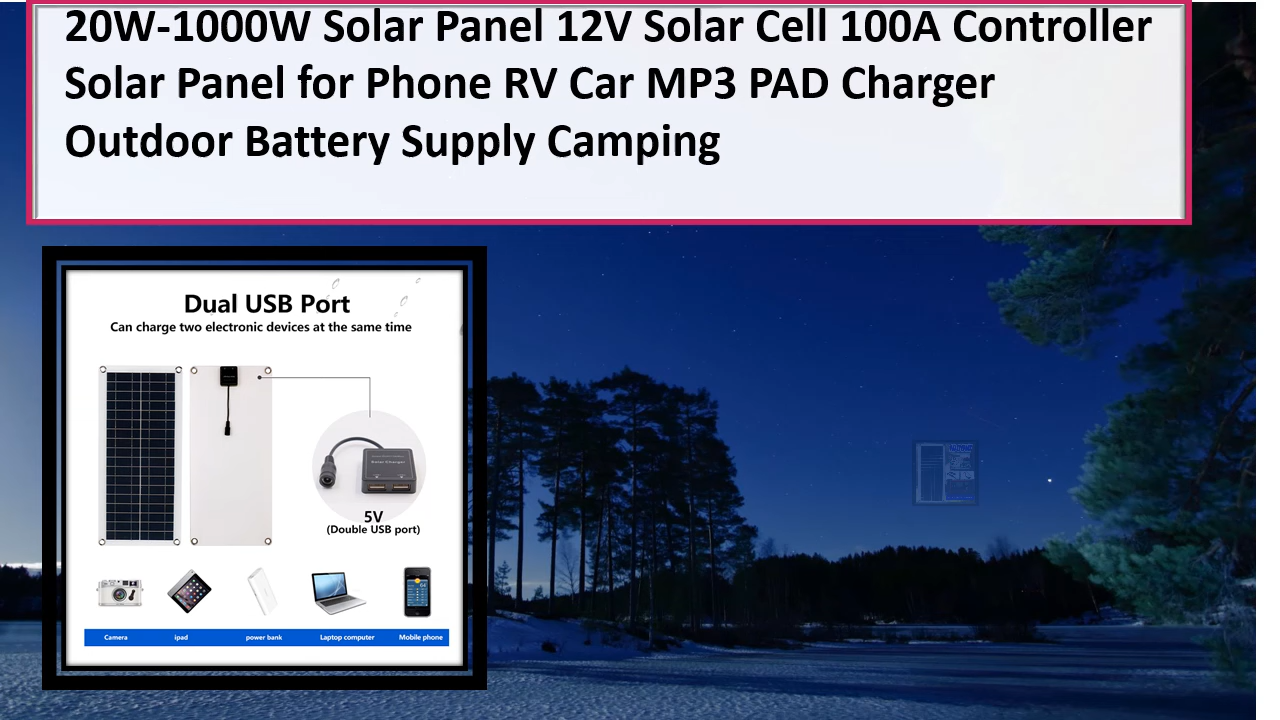 20W-1000W Solar Panel 12V Solar Cell 100A Controller
Solar Panel for Phone RV Car MP3 PAD Charger
Outdoor Battery Supply Camping
Dual USB Port
Can charge two electronic devices at the same time
Solar Charger
5V
(Double USB port)
Camera ipad power bank Laptop computer Mobile phone